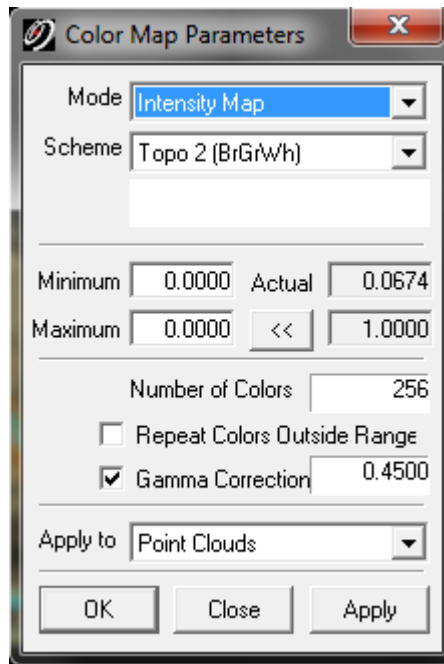 Color Map Parameters
Mode Intensity Map
Scheme Topo 2 (BrGrWh)
Minimum 0.0000 Actual 0.0674
Maximum 0.0000 << 1.0000
Number of Colors 256
Repeat Colors Outside Range
Gamma Correction 0.4500
Apply to Point Clouds
OK Close Apply